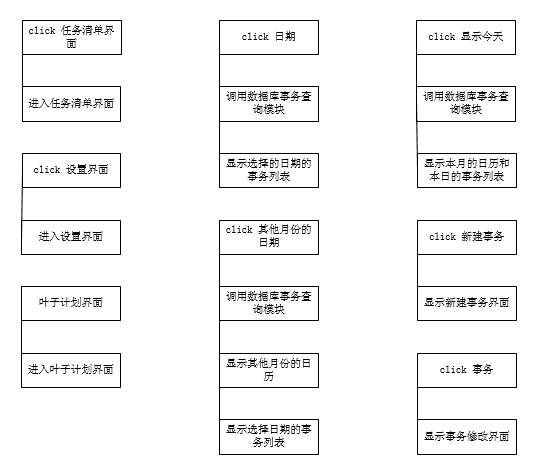 click 任务清单界
面
进入任务清单界面
click 设置界面
进入设置界面
叶子计划界面
进入叶子计划界面
click 日期
调用数据库事务查
询模块
显示选择的日期的
事务列表
click 其他月份的
日期
调用数据库事务查
询模块
显示其他月份的日
历
显示选择日期的事
务列表
click 显示今天
调用数据库事务查
询模块
显示本月的日历和
本日的事务列表
click 新建事务
显示新建事务界面
click 事务
显示事务修改界面